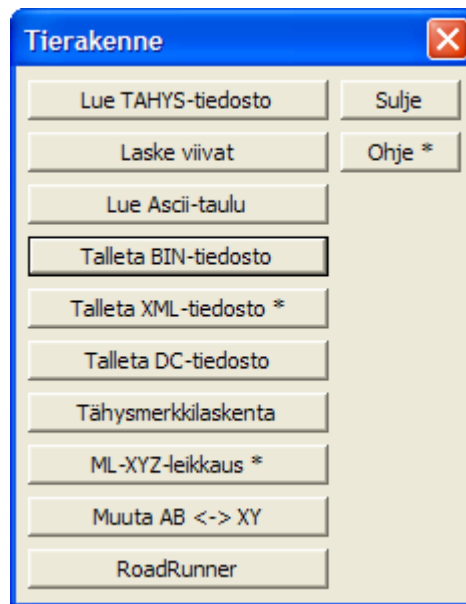 Tierakenne
Lue TAHYS-tiedosto
Sulje
Laske viivat
Ohje *
Lue Ascii-taulu
Talleta BIN-tiedosto
Talleta XML-tiedosto *
Talleta DC-tiedosto
Tähysmerkkilaskenta
ML-XYZ-leikkaus *
Muuta AB <-> XY
RoadRunner